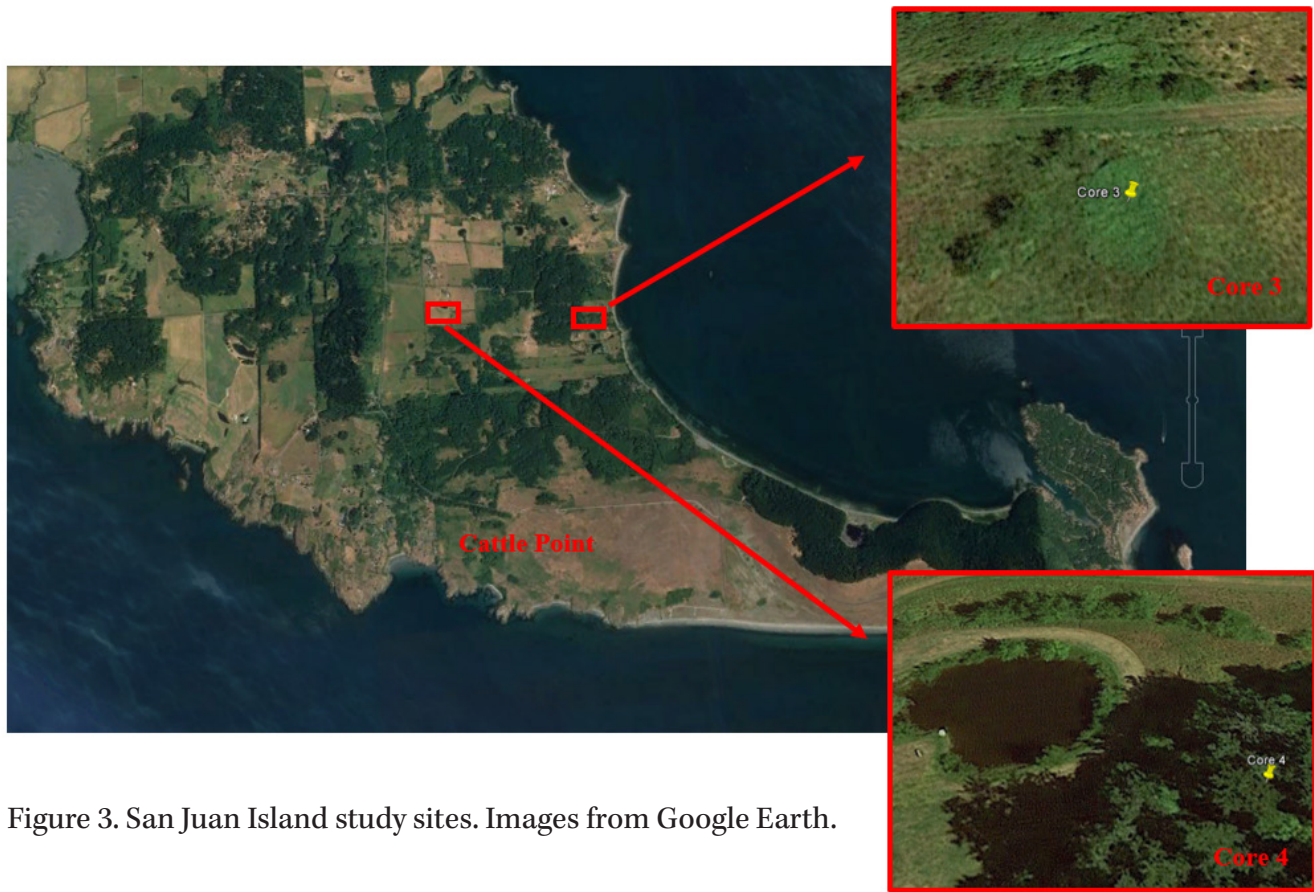 Core 3
Core 3
Cattle Point
Core 4
Core 4
Figure 3. San Juan Island study sites. Images from Google Earth.